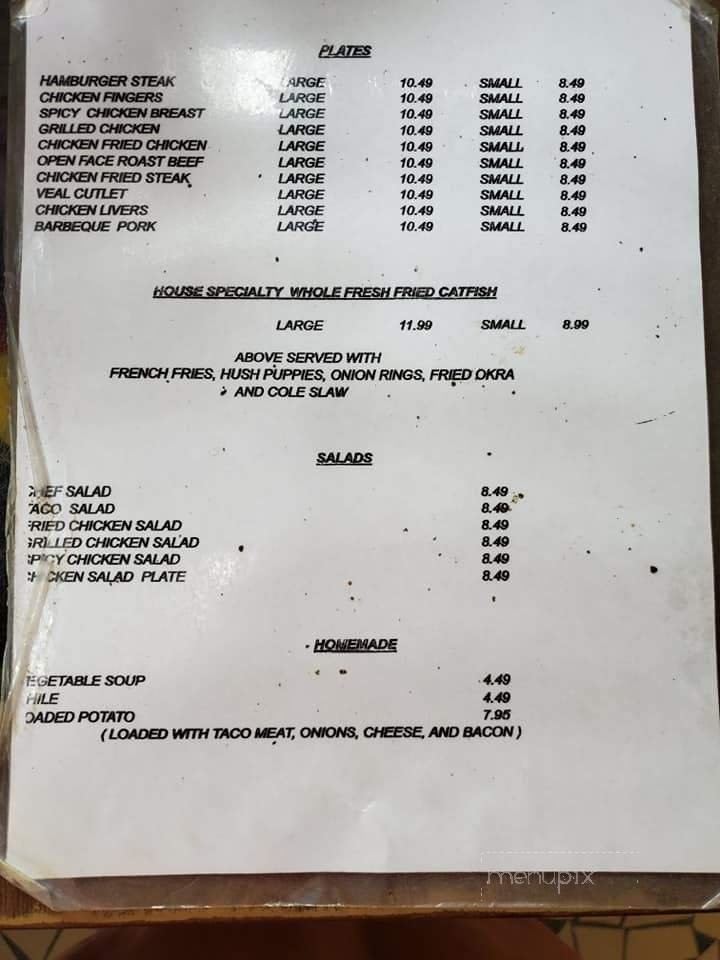 PLATES
HAMBURGER STEAK LARGE 10.49 SMALL 8.49
CHICKEN FINGERS LARGE 10.49 SMALL 8.49
SPICY CHICKEN BREAST LARGE 10.49 SMALL 8.49
GRILLED CHICKEN LARGE 10.49 SMALL 8.49
CHICKEN FRIED CHICKEN LARGE 10.49 SMALL 8.49
OPEN FACE ROAST BEEF LARGE 10.49 SMALL 8.49
CHICKEN FRIED STEAK LARGE 10.49 SMALL 8.49
VEAL CUTLET LARGE 10.49 SMALL 8.49
CHICKEN LIVERS LARGE 10.49 SMALL 8.49
BARBEQUE PORK LARGE 10.49 SMALL 8.49
HOUSE SPECIALTY WHOLE FRESH FRIED CATFISH
LARGE 11.99 SMALL 8.99
ABOVE SERVED WITH
FRENCH FRIES, HUSH PUPPIES, ONION RINGS, FRIED OKRA
AND COLE SLAW
SALADS
CHEF SALAD 8.49
TACO SALAD 8.49
FRIED CHICKEN SALAD 8.49
GRILLED CHICKEN SALAD 8.49
SPICY CHICKEN SALAD 8.49
CHICKEN SALAD PLATE 8.49
HOMEMADE
VEGETABLE SOUP 4.49
HILE 4.49
OADED POTATO 7.95
( LOADED WITH TACO MEAT, ONIONS, CHEESE, AND BACON )
menupix